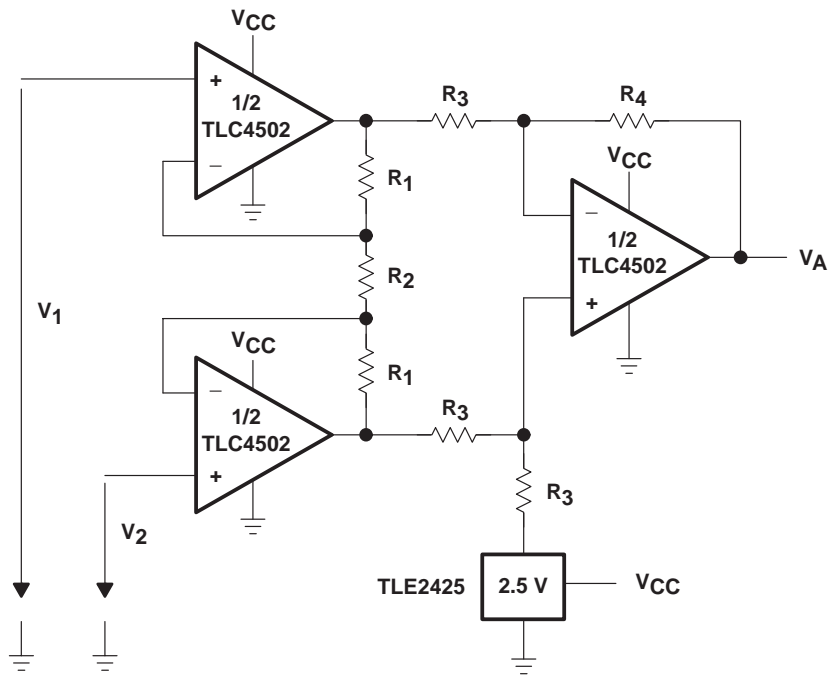 VCC
+
1/2
TLC4502
−
R3
R4
R1
VCC
−
1/2
TLC4502
+
VA
R2
V1
VCC
R1
−
1/2
TLC4502
+
R3
V2
R3
TLE2425
2.5 V
VCC